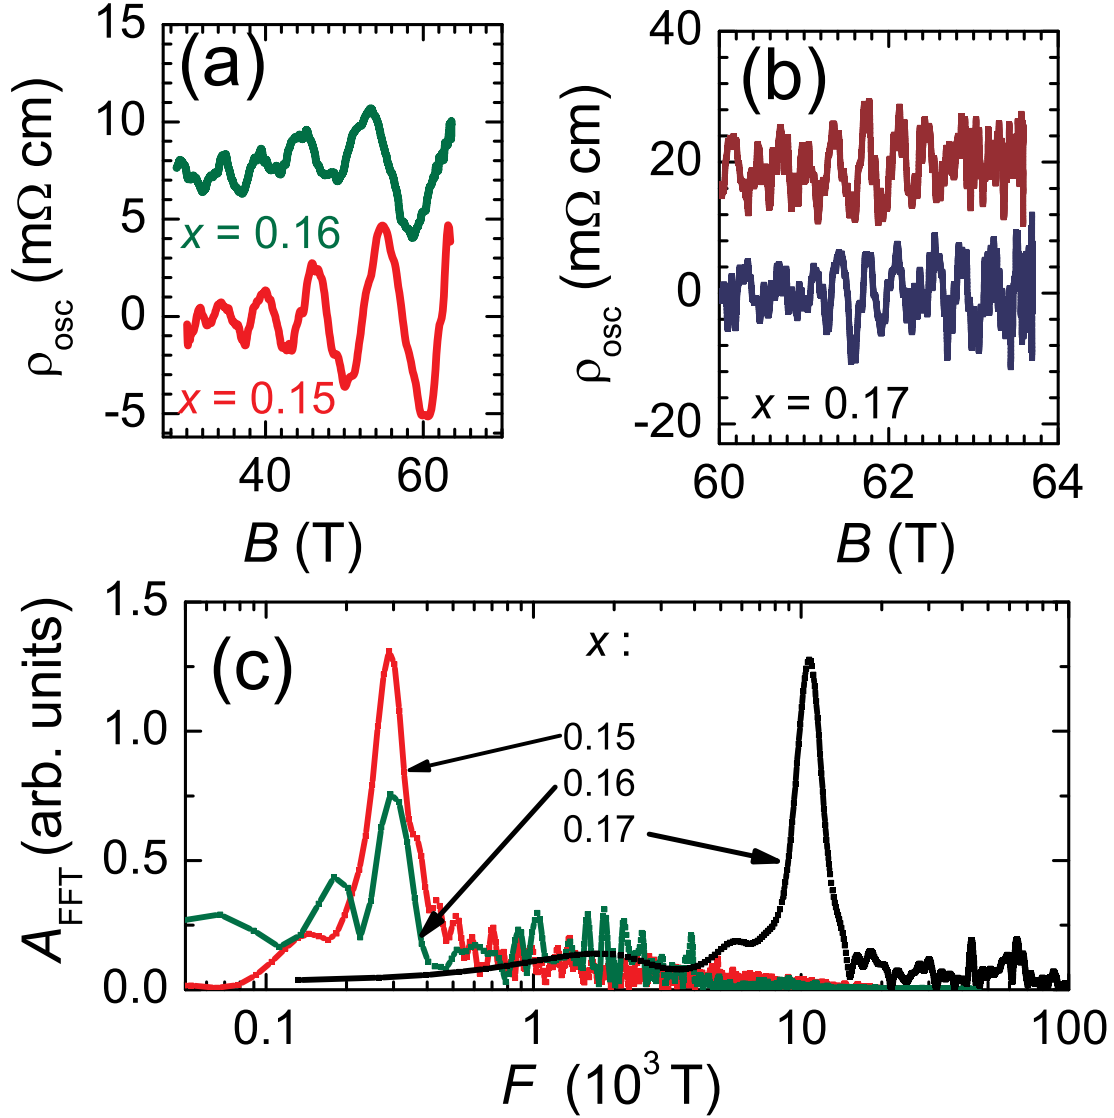 (a)
15
10
5
0
-5
ρosc (mΩ cm)
x = 0.16
x = 0.15
40
60
B (T)
(b)
40
20
0
-20
ρosc (mΩ cm)
x = 0.17
60
62
64
B (T)
(c)
1.5
1.0
0.5
0.0
AFFT (arb. units)
x :
0.15
0.16
0.17
0.1
1
10
100
F (10³ T)